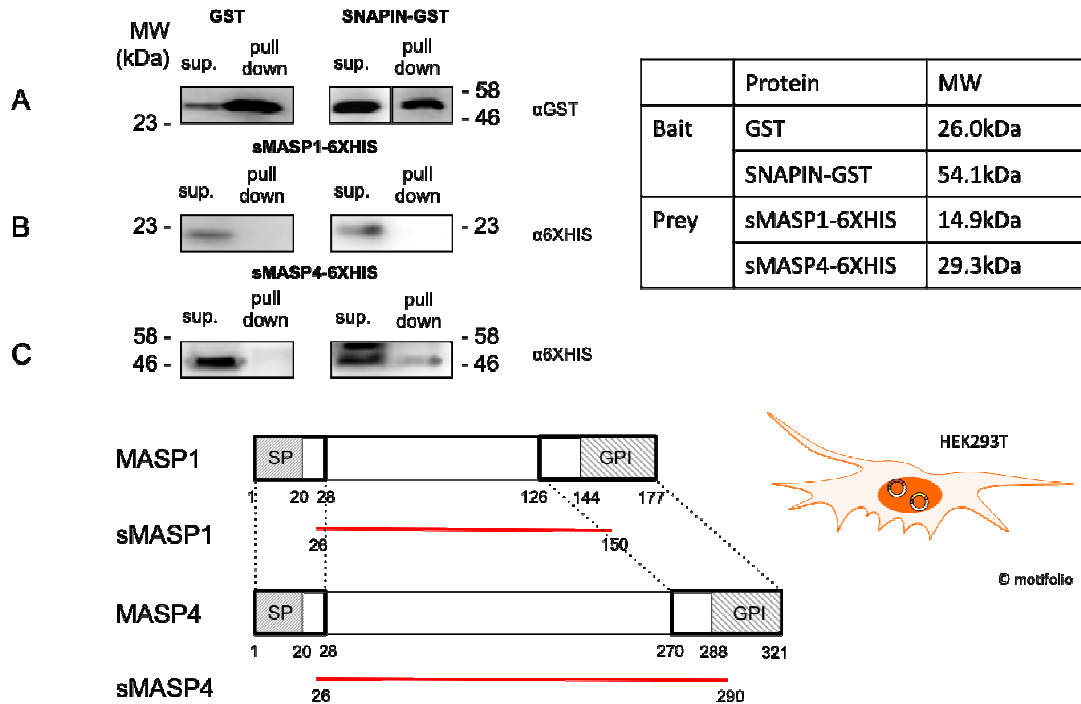 GST
SNAPIN-GST
MW
(kDa)
sup.
pull
down
sup.
pull
down
A
23 -
- 58
- 46
αGST
sMASP1-6XHIS
sup.
pull
down
sup.
pull
down
B
23 -
- 23
α6XHIS
sMASP4-6XHIS
sup.
pull
down
sup.
pull
down
C
58 -
46 -
- 58
- 46
α6XHIS
Protein MW
Bait GST 26.0kDa
SNAPIN-GST 54.1kDa
Prey sMASP1-6XHIS 14.9kDa
sMASP4-6XHIS 29.3kDa
MASP1
SP
GPI
1 20 28 126 144 177
sMASP1
26 150
MASP4
SP
GPI
1 20 28 270 288 321
sMASP4
26 290
HEK293T
© motifolio